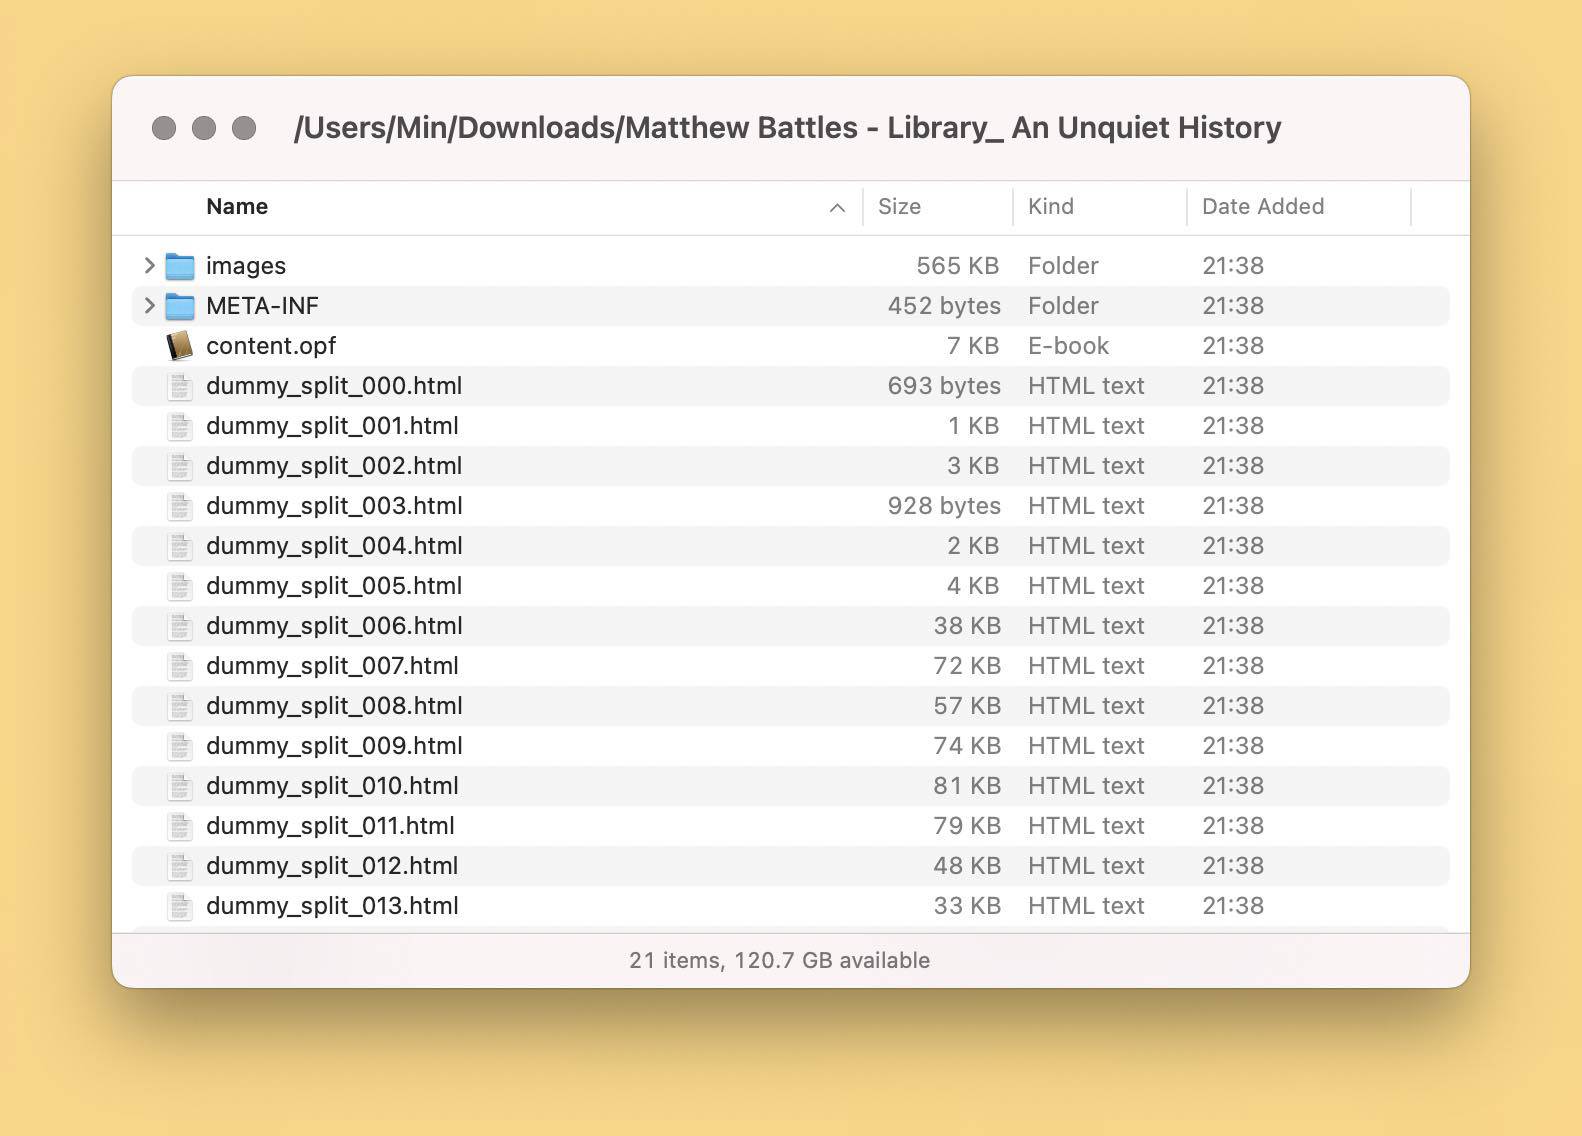 /Users/Min/Downloads/Matthew Battles - Library_ An Unquiet History
Name Size Kind Date Added
images 565 KB Folder 21:38
META-INF 452 bytes Folder 21:38
content.opf 7 KB E-book 21:38
dummy_split_000.html 693 bytes HTML text 21:38
dummy_split_001.html 1 KB HTML text 21:38
dummy_split_002.html 3 KB HTML text 21:38
dummy_split_003.html 928 bytes HTML text 21:38
dummy_split_004.html 2 KB HTML text 21:38
dummy_split_005.html 4 KB HTML text 21:38
dummy_split_006.html 38 KB HTML text 21:38
dummy_split_007.html 72 KB HTML text 21:38
dummy_split_008.html 57 KB HTML text 21:38
dummy_split_009.html 74 KB HTML text 21:38
dummy_split_010.html 81 KB HTML text 21:38
dummy_split_011.html 79 KB HTML text 21:38
dummy_split_012.html 48 KB HTML text 21:38
dummy_split_013.html 33 KB HTML text 21:38
21 items, 120.7 GB available